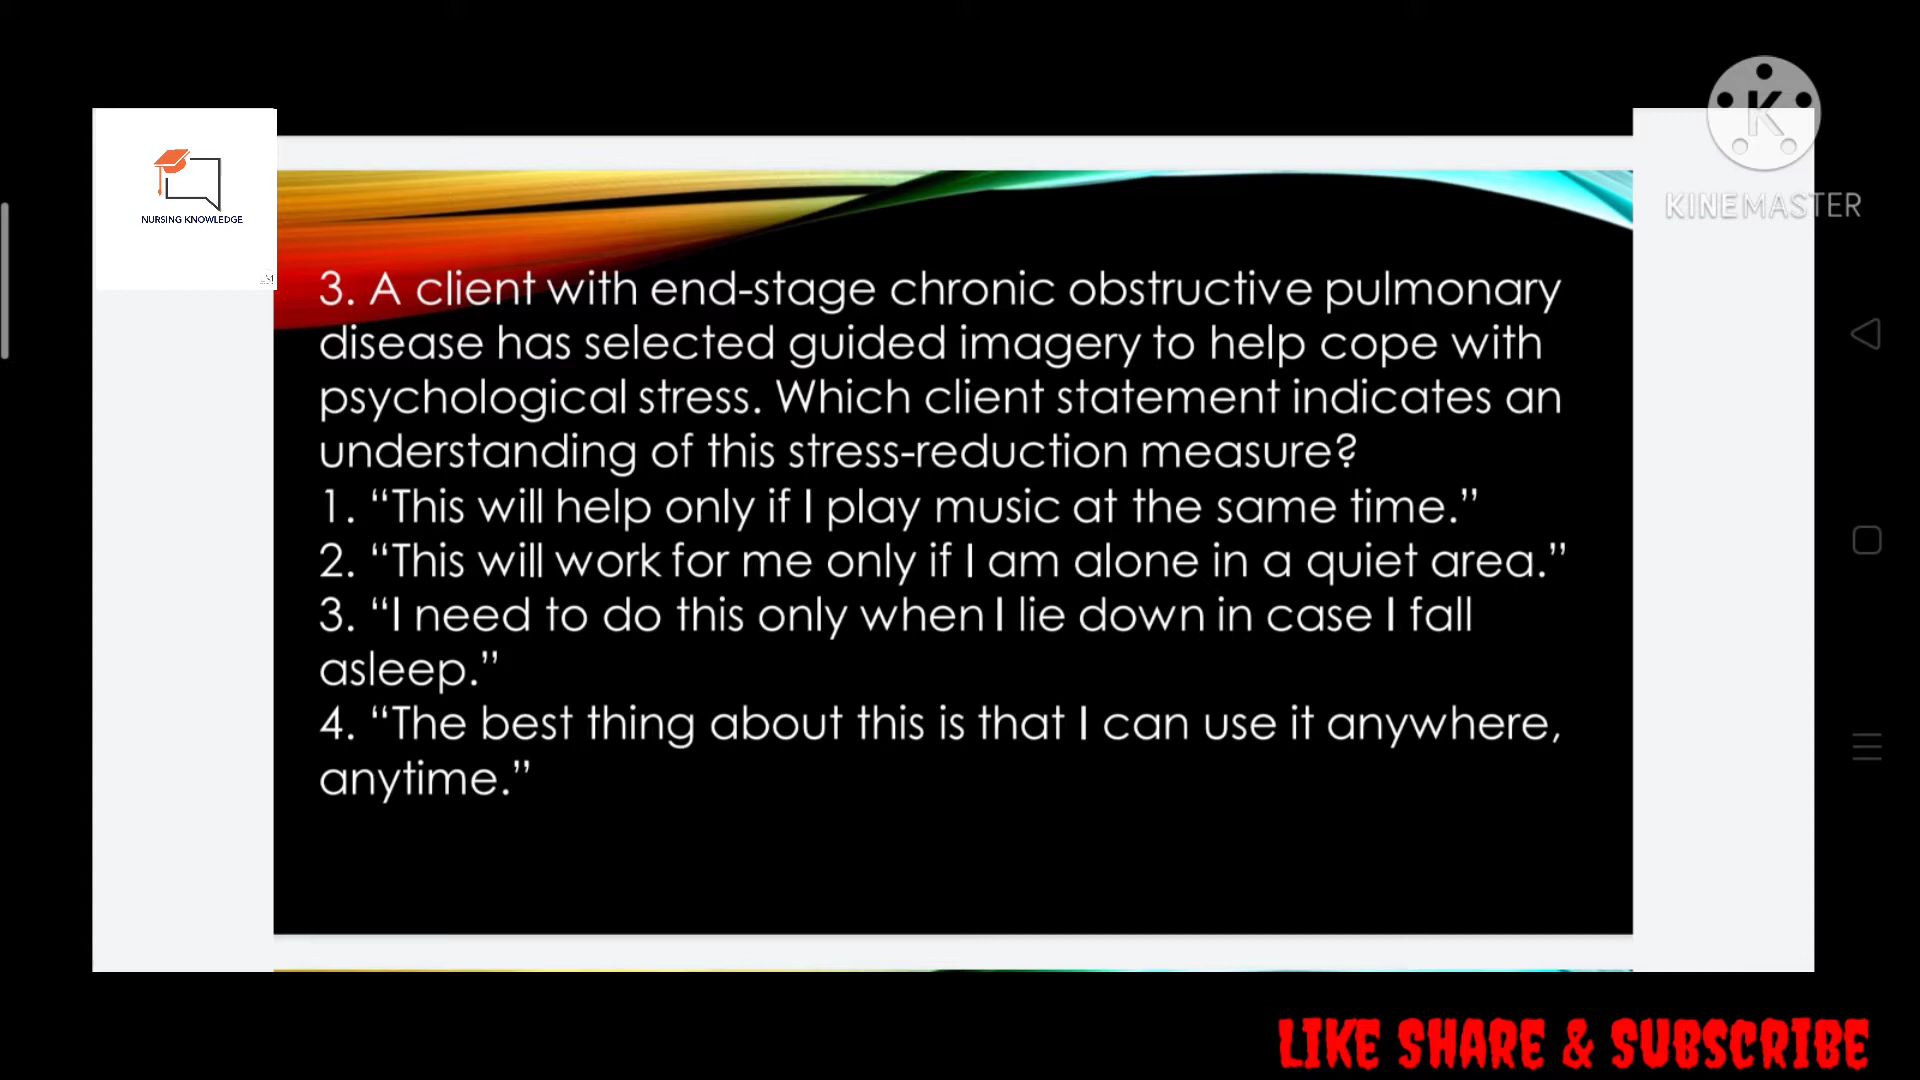 K
KINEMASTER
NURSING KNOWLEDGE
3. A client with end-stage chronic obstructive pulmonary
disease has selected guided imagery to help cope with
psychological stress. Which client statement indicates an
understanding of this stress-reduction measure?
1. “This will help only if I play music at the same time.”
2. “This will work for me only if I am alone in a quiet area.”
3. “I need to do this only when I lie down in case I fall
asleep.”
4. “The best thing about this is that I can use it anywhere,
anytime.”
LIKE SHARE & SUBSCRIBE